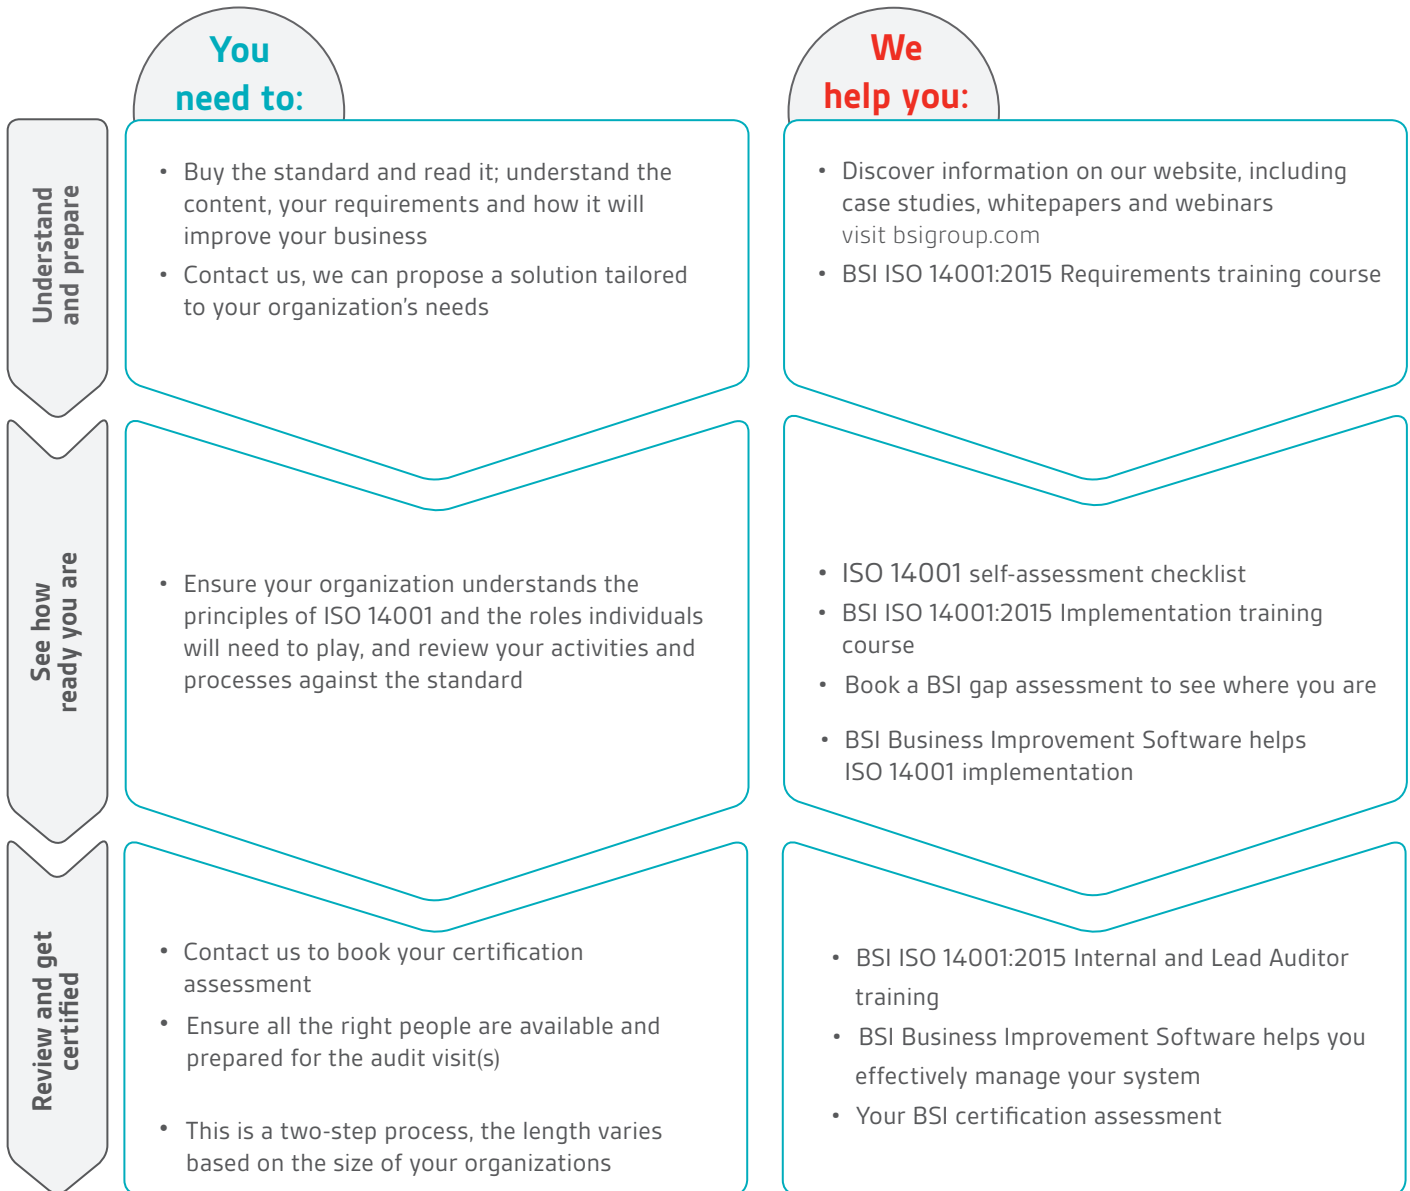 You
need to:
We
help you:
Understand
and prepare
• Buy the standard and read it; understand the
content, your requirements and how it will
improve your business
• Contact us, we can propose a solution tailored
to your organization’s needs
• Discover information on our website, including
case studies, whitepapers and webinars
visit bsigroup.com
• BSI ISO 14001:2015 Requirements training course
See how
ready you are
• Ensure your organization understands the
principles of ISO 14001 and the roles individuals
will need to play, and review your activities and
processes against the standard
• ISO 14001 self-assessment checklist
• BSI ISO 14001:2015 Implementation training
course
• Book a BSI gap assessment to see where you are
• BSI Business Improvement Software helps
ISO 14001 implementation
Review and get
certified
• Contact us to book your certification
assessment
• Ensure all the right people are available and
prepared for the audit visit(s)
• This is a two-step process, the length varies
based on the size of your organizations
• BSI ISO 14001:2015 Internal and Lead Auditor
training
• BSI Business Improvement Software helps you
effectively manage your system
• Your BSI certification assessment